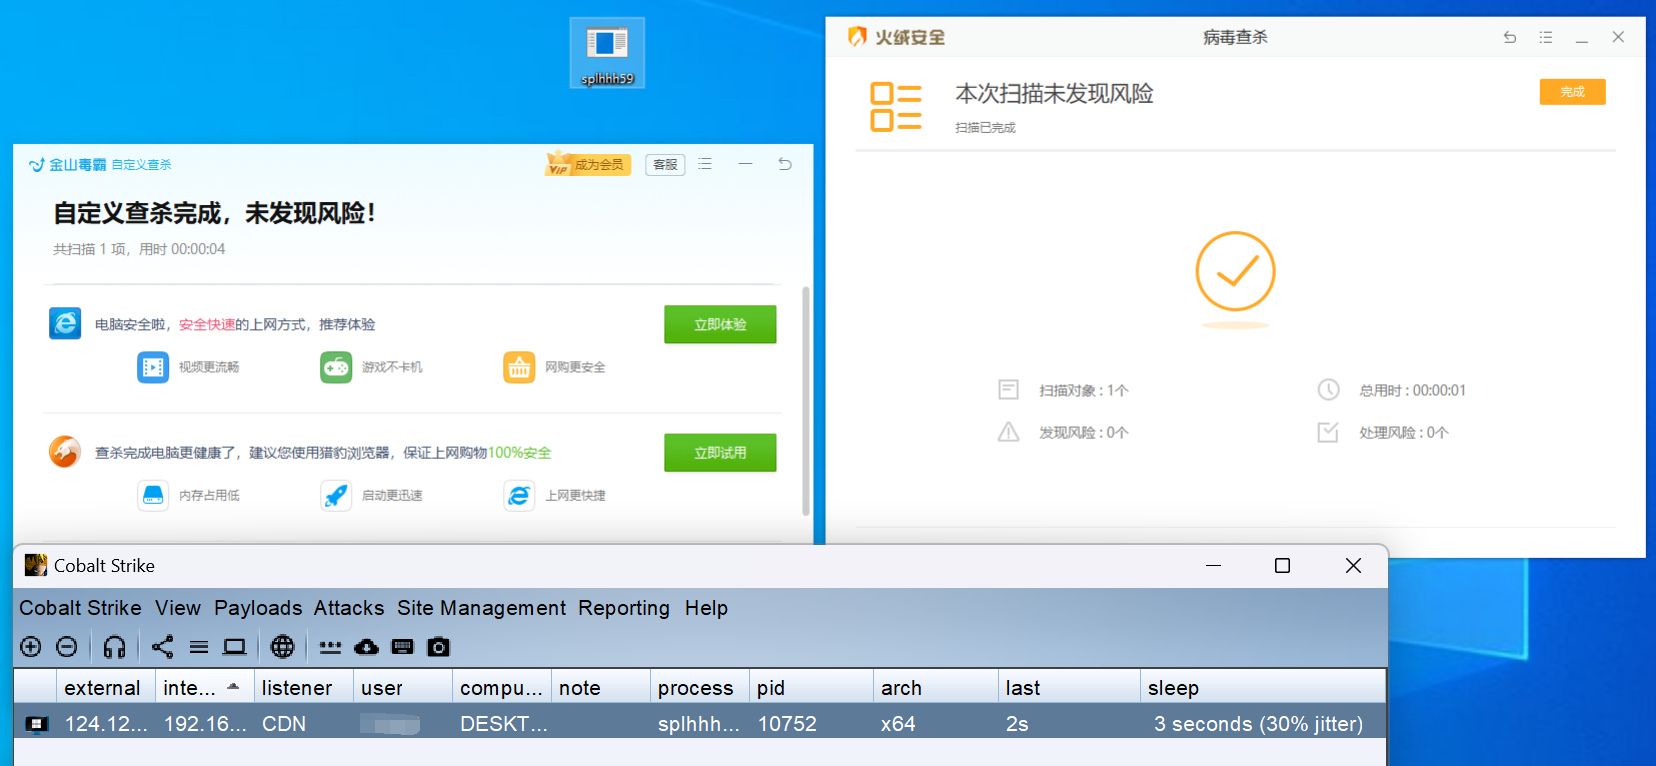 splhhh59
火绒安全
病毒查杀
本次扫描未发现风险
扫描已完成
完成
扫描对象 : 1个
总用时 : 00:00:01
发现风险 : 0个
处理风险 : 0个
金山毒霸 自定义查杀
VIP 成为会员
客服
自定义查杀完成，未发现风险！
共扫描 1 项，用时 00:00:04
电脑安全啦，安全快速的上网方式，推荐体验
立即体验
视频更流畅
游戏不卡机
网购更安全
查杀完成电脑更健康了，建议您使用猎豹浏览器，保证上网购物100%安全
立即试用
内存占用低
启动更迅速
上网更快捷
Cobalt Strike
Cobalt Strike View Payloads Attacks Site Management Reporting Help
external inte... listener user compu... note process pid arch last sleep
124.12... 192.16... CDN DESKT... splhhh... 10752 x64 2s 3 seconds (30% jitter)